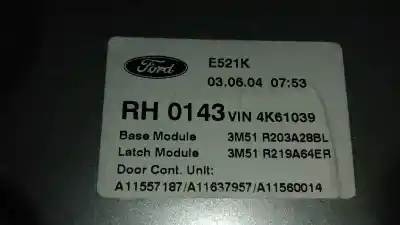 Ford
E521K
03.06.04 07:53
RH 0143 VIN 4K61039
Base Module 3M51 R203A28BL
Latch Module 3M51 R219A64ER
Door Cont. Unit:
A11557187/A11637957/A11560014